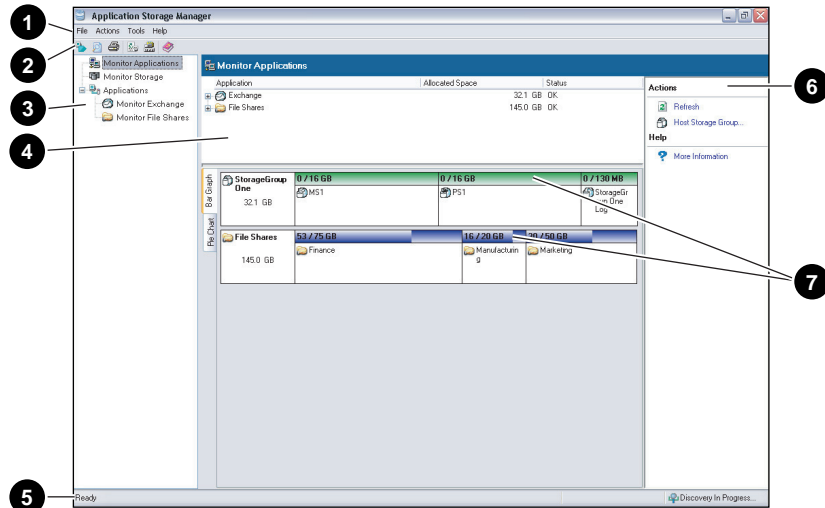 Application Storage Manager
1
File Actions Tools Help
2
Monitor Applications
Monitor Storage
Applications
Monitor Exchange
Monitor File Shares
3
4
Monitor Applications
Application Allocated Space Status
Exchange 32.1 GB OK
File Shares 145.0 GB OK
Actions
6
Refresh
Host Storage Group...
Help
More Information
Bar Graph
Pie Chart
StorageGroup One
32.1 GB
0 / 16 GB
MS1
0 / 16 GB
PS1
0 / 130 MB
StorageGr
oup One
Log
File Shares
145.0 GB
53 / 75 GB
Finance
16 / 20 GB
Manufacturin
g
20 / 50 GB
Marketing
7
5
Ready
Discovery In Progress...